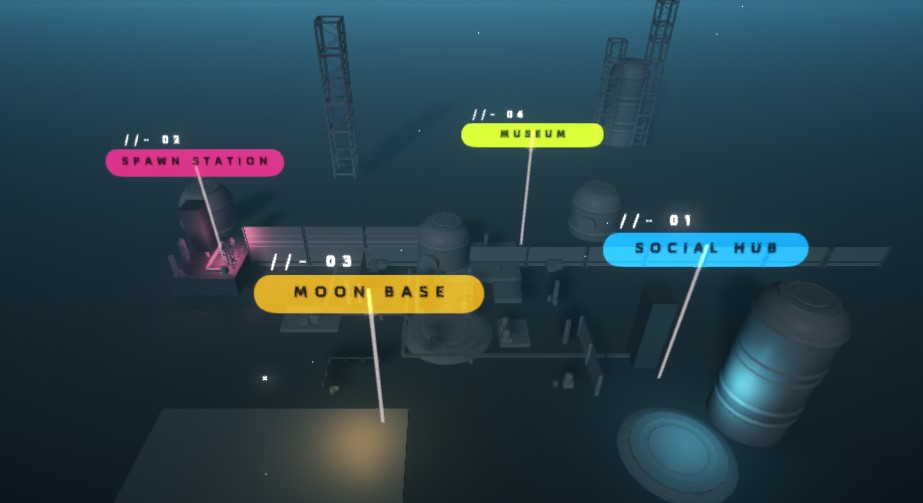 //- 04
MUSEUM
//- 02
SPAWN STATION
//- 01
SOCIAL HUB
//- 03
MOON BASE